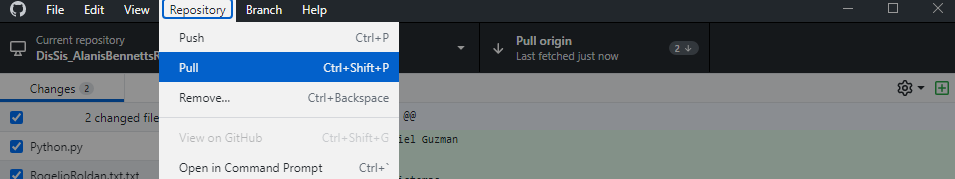 File Edit View Repository Branch Help
Current repository
DisSis_AlanisBennettsR
Push Ctrl+P
Pull Ctrl+Shift+P
Remove... Ctrl+Backspace
View on GitHub Ctrl+Shift+G
Open in Command Prompt Ctrl+`
Pull origin
Last fetched just now
2
Changes 2
2 changed file
Python.py
RogelioRoldan.txt.txt
@@
iel Guzman